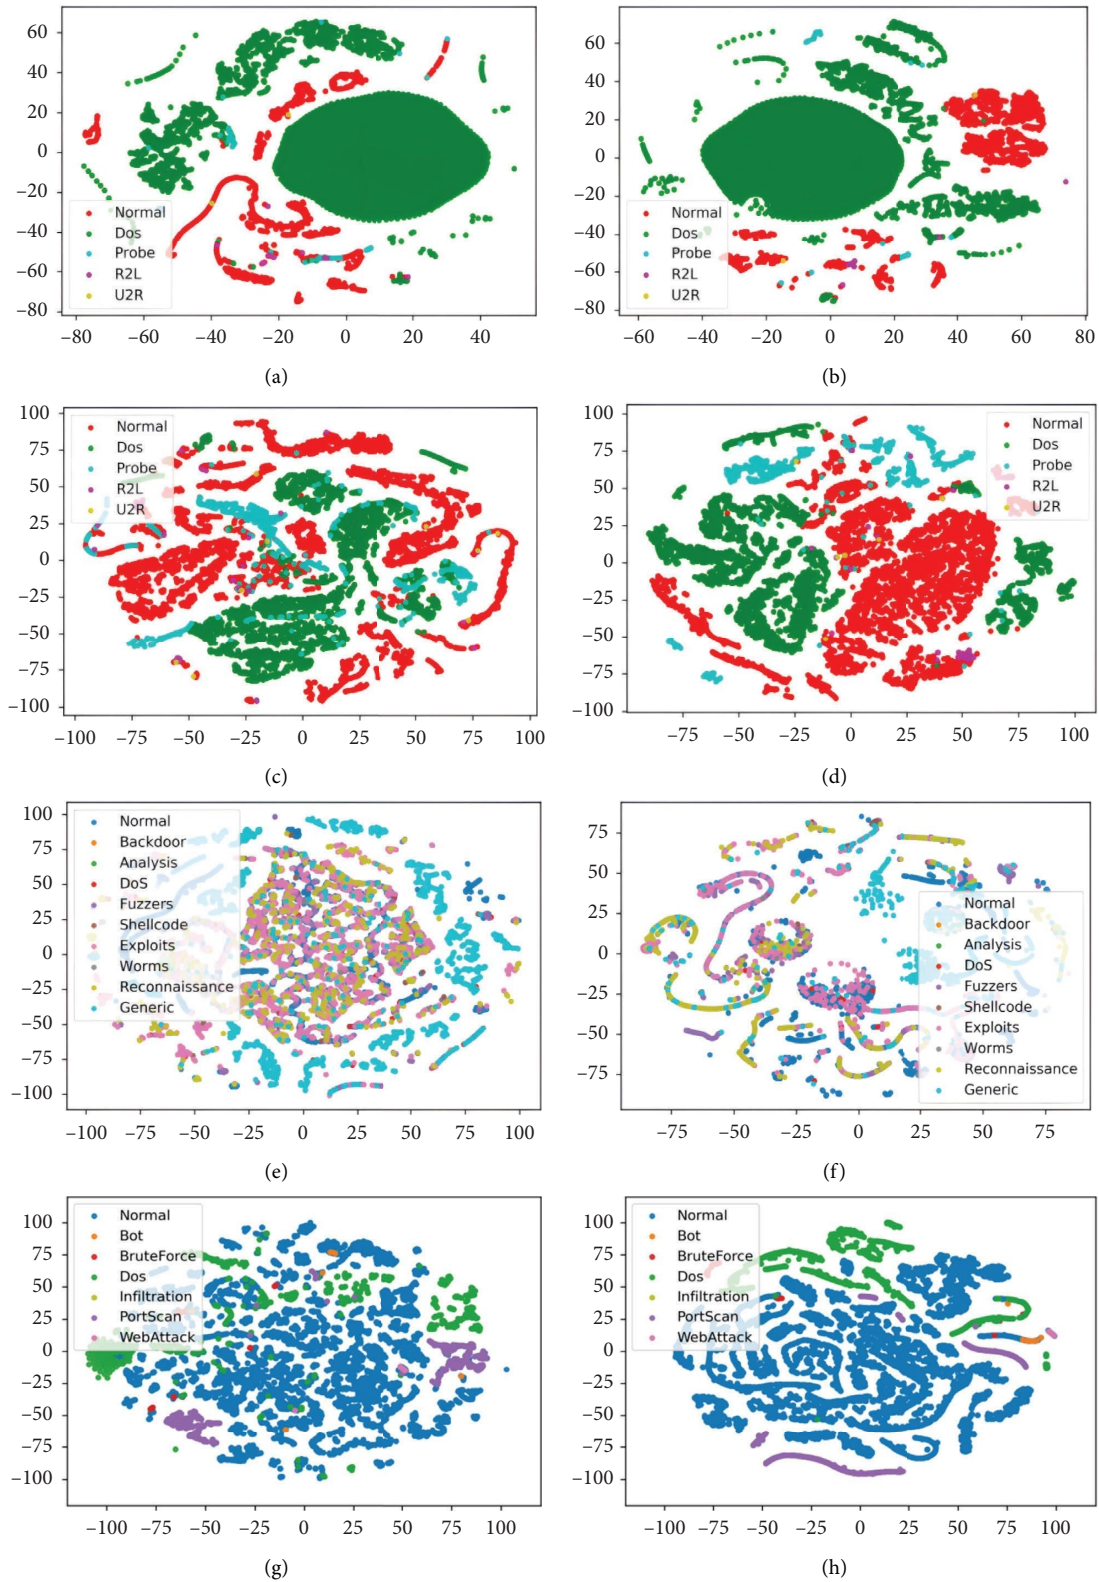 60
40
20
0
−20
−40
−60
−80
Normal
Dos
Probe
R2L
U2R
−80 −60 −40 −20 0 20 40
(a)
60
40
20
0
−20
−40
−60
−80
Normal
Dos
Probe
R2L
U2R
−60 −40 −20 0 20 40 60 80
(b)
100
75
50
25
0
−25
−50
−75
−100
Normal
Dos
Probe
R2L
U2R
−100 −75 −50 −25 0 25 50 75 100
(c)
100
75
50
25
0
−25
−50
−75
−100
Normal
Dos
Probe
R2L
U2R
−75 −50 −25 0 25 50 75 100
(d)
100
75
50
25
0
−25
−50
−75
−100
Normal
Backdoor
Analysis
DoS
Fuzzers
Shellcode
Exploits
Worms
Reconnaissance
Generic
−100 −75 −50 −25 0 25 50 75 100
(e)
75
50
25
0
−25
−50
−75
Normal
Backdoor
Analysis
DoS
Fuzzers
Shellcode
Exploits
Worms
Reconnaissance
Generic
−75 −50 −25 0 25 50 75
(f)
100
75
50
25
0
−25
−50
−75
−100
Normal
Bot
BruteForce
Dos
Infiltration
PortScan
WebAttack
−100 −75 −50 −25 0 25 50 75 100
(g)
100
75
50
25
0
−25
−50
−75
−100
Normal
Bot
BruteForce
Dos
Infiltration
PortScan
WebAttack
−100 −75 −50 −25 0 25 50 75 100
(h)